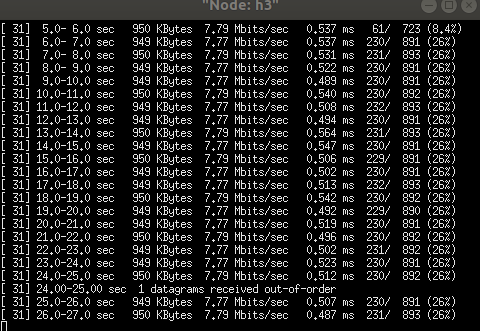 "Node: h3"
[ 31]  5.0- 6.0 sec   950 KBytes  7.79 Mbits/sec   0.537 ms   61/  723 (8.4%)
[ 31]  6.0- 7.0 sec   949 KBytes  7.77 Mbits/sec   0.537 ms  230/  891 (26%)
[ 31]  7.0- 8.0 sec   950 KBytes  7.79 Mbits/sec   0.531 ms  231/  893 (26%)
[ 31]  8.0- 9.0 sec   949 KBytes  7.77 Mbits/sec   0.522 ms  230/  891 (26%)
[ 31]  9.0-10.0 sec   949 KBytes  7.77 Mbits/sec   0.489 ms  230/  891 (26%)
[ 31] 10.0-11.0 sec   950 KBytes  7.79 Mbits/sec   0.540 ms  230/  892 (26%)
[ 31] 11.0-12.0 sec   949 KBytes  7.77 Mbits/sec   0.508 ms  232/  893 (26%)
[ 31] 12.0-13.0 sec   949 KBytes  7.77 Mbits/sec   0.494 ms  230/  891 (26%)
[ 31] 13.0-14.0 sec   950 KBytes  7.79 Mbits/sec   0.564 ms  231/  893 (26%)
[ 31] 14.0-15.0 sec   949 KBytes  7.77 Mbits/sec   0.547 ms  230/  891 (26%)
[ 31] 15.0-16.0 sec   950 KBytes  7.79 Mbits/sec   0.506 ms  229/  891 (26%)
[ 31] 16.0-17.0 sec   949 KBytes  7.77 Mbits/sec   0.502 ms  230/  891 (26%)
[ 31] 17.0-18.0 sec   949 KBytes  7.77 Mbits/sec   0.513 ms  232/  893 (26%)
[ 31] 18.0-19.0 sec   950 KBytes  7.79 Mbits/sec   0.542 ms  230/  892 (26%)
[ 31] 19.0-20.0 sec   949 KBytes  7.77 Mbits/sec   0.492 ms  229/  890 (26%)
[ 31] 20.0-21.0 sec   949 KBytes  7.77 Mbits/sec   0.519 ms  230/  891 (26%)
[ 31] 21.0-22.0 sec   950 KBytes  7.79 Mbits/sec   0.496 ms  230/  892 (26%)
[ 31] 22.0-23.0 sec   949 KBytes  7.77 Mbits/sec   0.502 ms  230/  891 (26%)
[ 31] 23.0-24.0 sec   949 KBytes  7.77 Mbits/sec   0.523 ms  230/  891 (26%)
[ 31] 24.0-25.0 sec   950 KBytes  7.79 Mbits/sec   0.512 ms  230/  892 (26%)
[ 31] 24.00-25.00 sec  1 datagrams received out-of-order
[ 31] 25.0-26.0 sec   949 KBytes  7.77 Mbits/sec   0.507 ms  230/  891 (26%)
[ 31] 26.0-27.0 sec   950 KBytes  7.79 Mbits/sec   0.487 ms  231/  893 (26%)